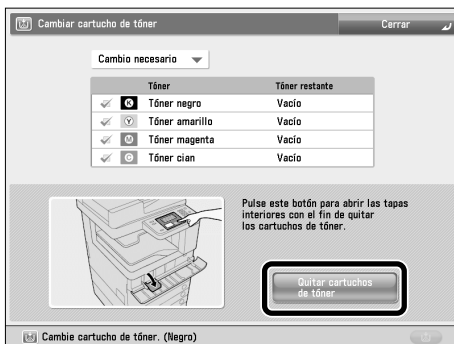 Cambiar cartucho de tóner
Cerrar
Cambio necesario
Tóner
Tóner restante
K Tóner negro Vacío
Y Tóner amarillo Vacío
M Tóner magenta Vacío
C Tóner cian Vacío
Pulse este botón para abrir las tapas
interiores con el fin de quitar
los cartuchos de tóner.
Quitar cartuchos
de tóner
Cambie cartucho de tóner. (Negro)